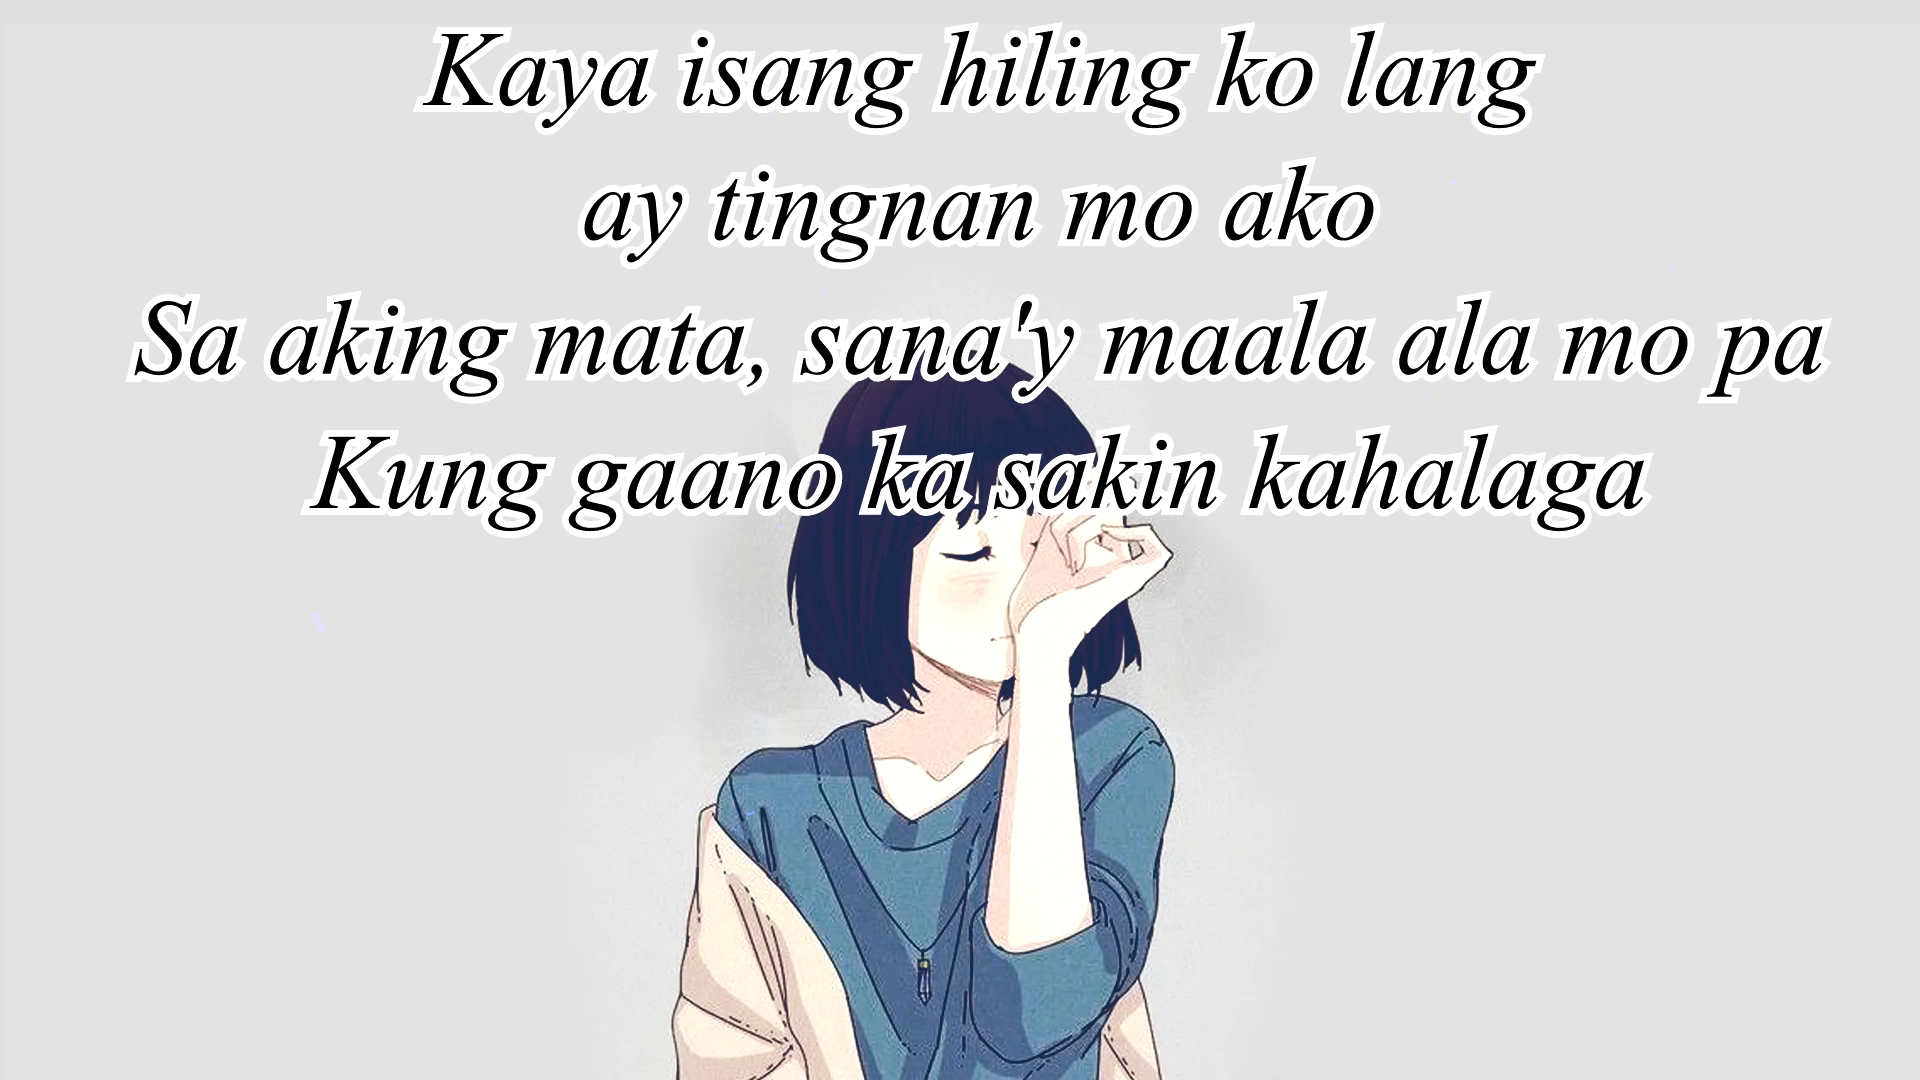 Kaya isang hiling ko lang
ay tingnan mo ako
Sa aking mata, sana'y maala ala mo pa
Kung gaano ka sakin kahalaga